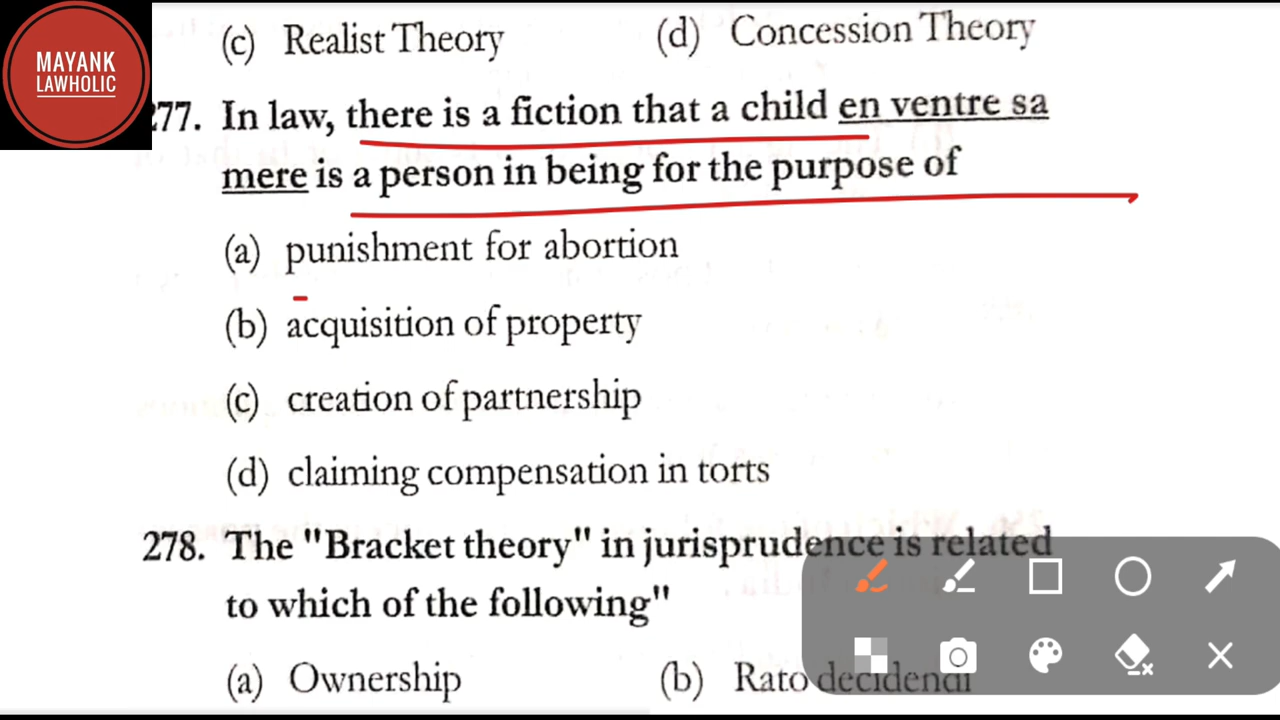 MAYANK
LAWHOLIC
(c) Realist Theory (d) Concession Theory
277. In law, there is a fiction that a child en ventre sa
mere is a person in being for the purpose of
(a) punishment for abortion
(b) acquisition of property
(c) creation of partnership
(d) claiming compensation in torts
278. The "Bracket theory" in jurisprudence is related
to which of the following"
(a) Ownership (b) Rato decidendi